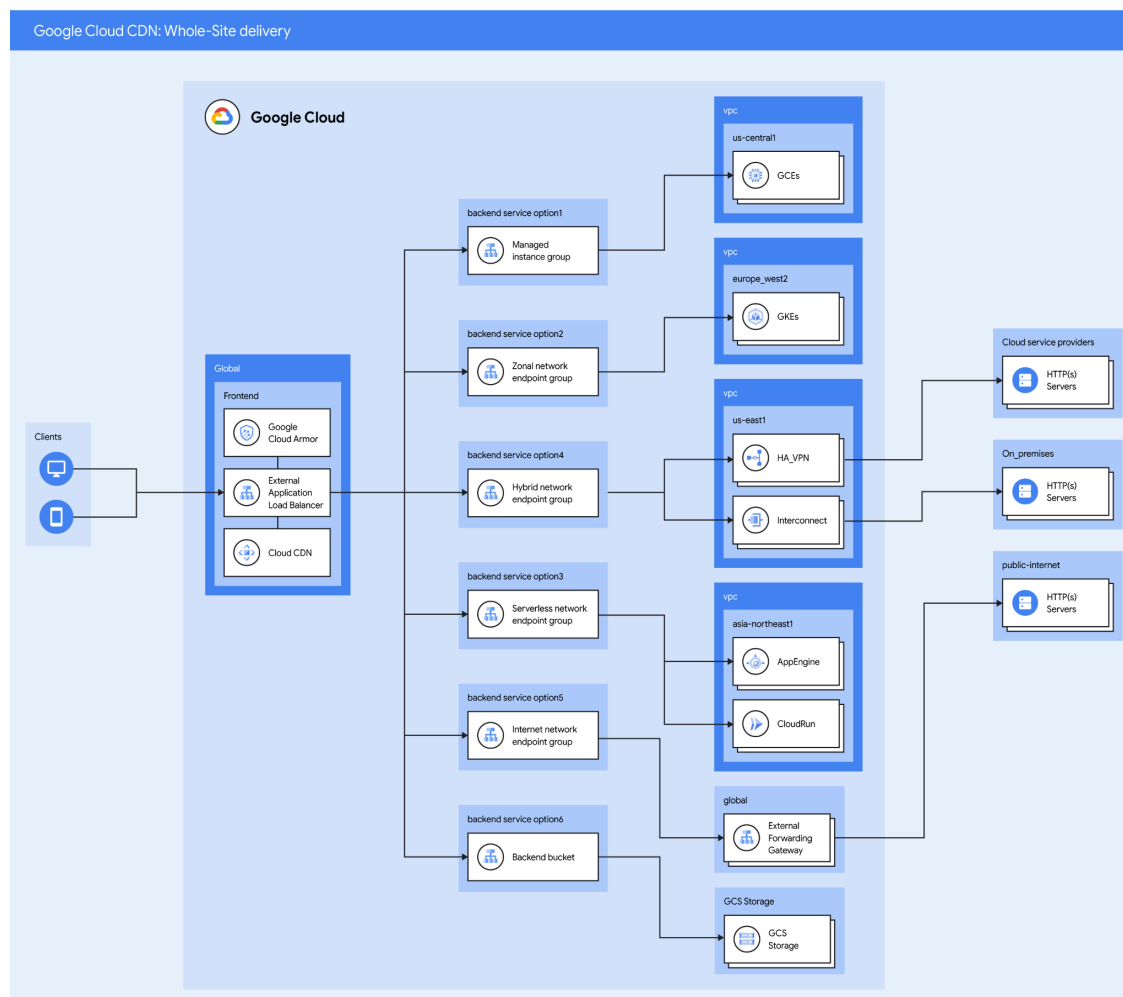 Google Cloud CDN: Whole-Site delivery
Google Cloud
Clients
Global
Frontend
Google
Cloud Armor
External
Application
Load Balancer
Cloud CDN
backend service option1
Managed
instance group
backend service option2
Zonal network
endpoint group
backend service option4
Hybrid network
endpoint group
backend service option3
Serverless network
endpoint group
backend service option5
Internet network
endpoint group
backend service option6
Backend bucket
vpc
us-central1
GCEs
vpc
europe_west2
GKEs
vpc
us-east1
HA_VPN
Interconnect
vpc
asia-northeast1
AppEngine
CloudRun
global
External
Forwarding
Gateway
GCS Storage
GCS
Storage
Cloud service providers
HTTP(s)
Servers
On_premises
HTTP(s)
Servers
public-internet
HTTP(s)
Servers